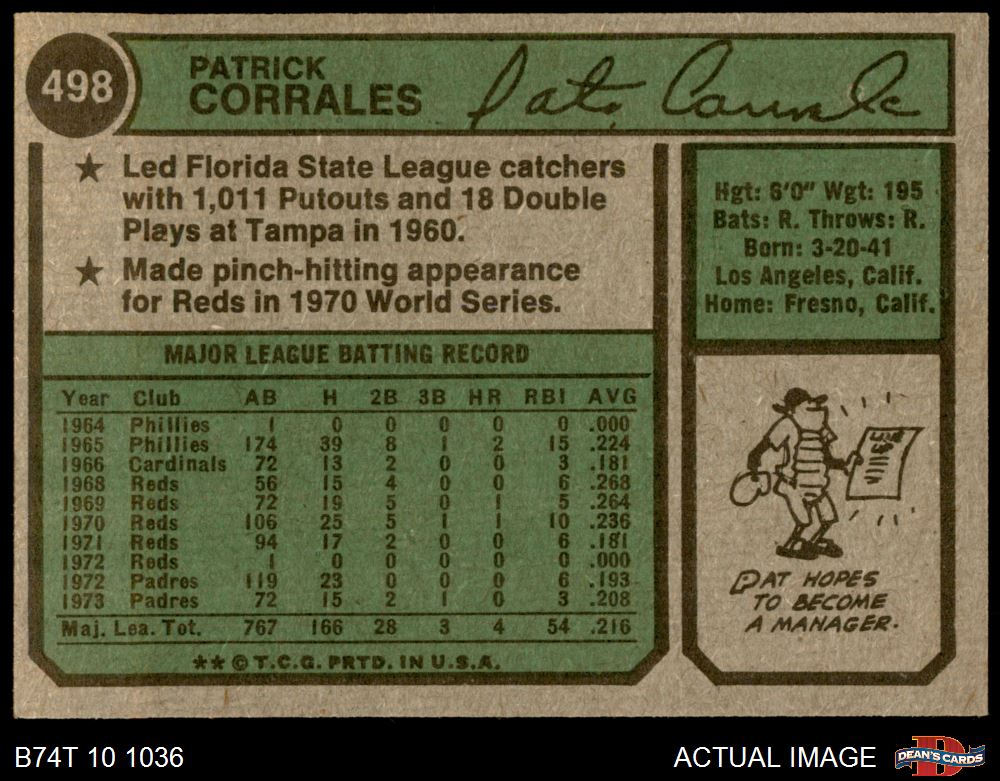 498
PATRICK
CORRALES
Pat Corrales
★ Led Florida State League catchers
with 1,011 Putouts and 18 Double
Plays at Tampa in 1960.
★ Made pinch-hitting appearance
for Reds in 1970 World Series.
Hgt: 6'0" Wgt: 195
Bats: R. Throws: R.
Born: 3-20-41
Los Angeles, Calif.
Home: Fresno, Calif.
MAJOR LEAGUE BATTING RECORD
Year Club AB H 2B 3B HR RBI AVG
1964 Phillies 1 0 0 0 0 0 .000
1965 Phillies 174 39 8 1 2 15 .224
1966 Cardinals 72 13 2 0 0 3 .181
1968 Reds 56 15 4 0 0 6 .268
1969 Reds 72 19 5 0 1 5 .264
1970 Reds 106 25 5 1 1 10 .236
1971 Reds 94 17 2 0 0 6 .181
1972 Reds 1 0 0 0 0 0 .000
1972 Padres 119 23 0 0 0 6 .193
1973 Padres 72 15 2 1 0 3 .208
Maj. Lea. Tot. 767 166 28 3 4 54 .216
** © T.C.G. PRTD. IN U.S.A.
PAT HOPES
TO BECOME
A MANAGER.
B74T 10 1036
ACTUAL IMAGE
DEAN'S CARDS